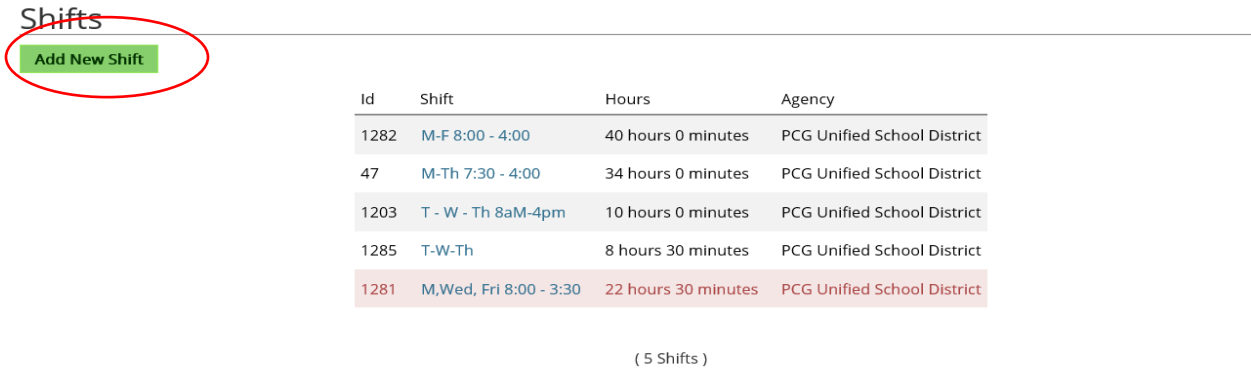 Shifts
Add New Shift
Id Shift Hours Agency
1282 M-F 8:00 - 4:00 40 hours 0 minutes PCG Unified School District
47 M-Th 7:30 - 4:00 34 hours 0 minutes PCG Unified School District
1203 T - W - Th 8aM-4pm 10 hours 0 minutes PCG Unified School District
1285 T-W-Th 8 hours 30 minutes PCG Unified School District
1281 M,Wed, Fri 8:00 - 3:30 22 hours 30 minutes PCG Unified School District
( 5 Shifts )